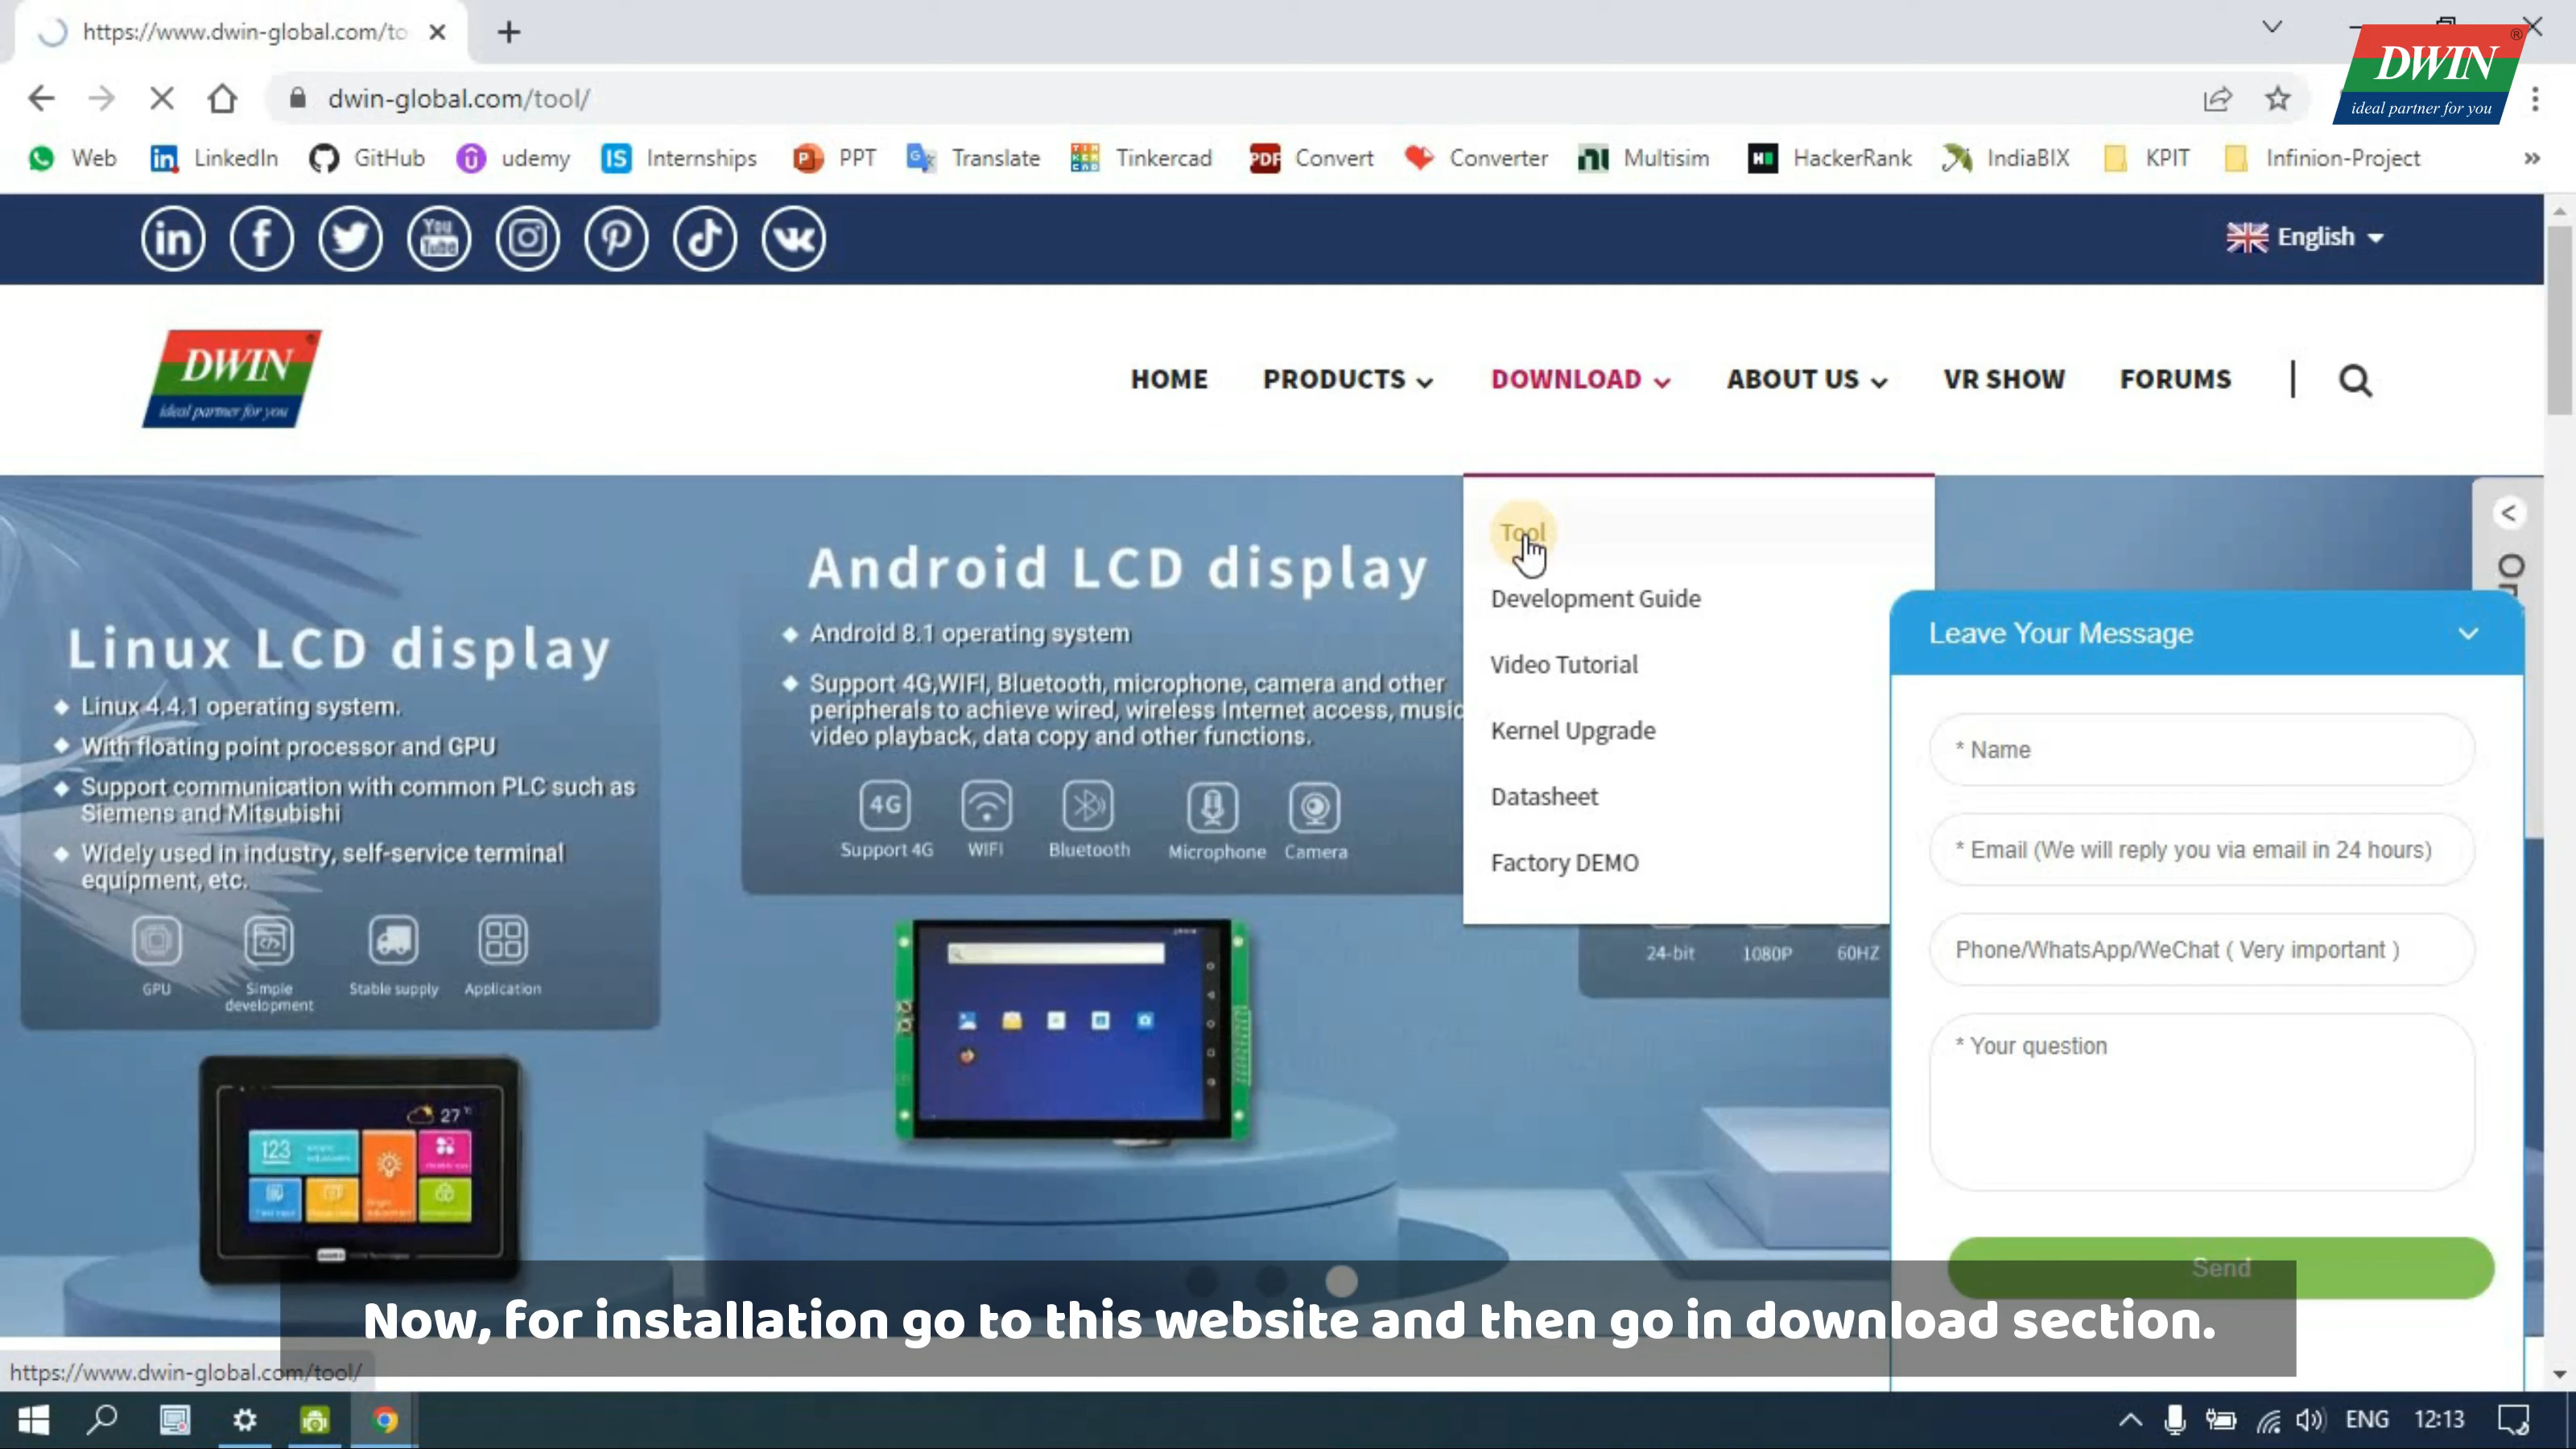 https://www.dwin-global.com/to
DWIN
®
ideal partner for you
dwin-global.com/tool/
Web
LinkedIn
GitHub
udemy
IS
Internships
PPT
Translate
Tinkercad
PDF
Convert
Converter
Multisim
HackerRank
IndiaBIX
KPIT
Infinion-Project
You
Tube
English
DWIN
ideal partner for you
HOME
PRODUCTS
DOWNLOAD
ABOUT US
VR SHOW
FORUMS
Tool
Development Guide
Video Tutorial
Kernel Upgrade
Datasheet
Factory DEMO
Linux LCD display
Linux 4.4.1 operating system.
With floating point processor and GPU
Support communication with common PLC such as
Siemens and Mitsubishi
Widely used in industry, self-service terminal
equipment, etc.
GPU
Simple
development
Stable supply
Application
Android LCD display
Android 8.1 operating system
Support 4G,WIFI, Bluetooth, microphone, camera and other
peripherals to achieve wired, wireless Internet access, music
video playback, data copy and other functions.
4G
Support 4G
WIFI
Bluetooth
Microphone
Camera
24-bit
1080P
60HZ
27
123
Leave Your Message
* Name
* Email (We will reply you via email in 24 hours)
Phone/WhatsApp/WeChat ( Very important )
* Your question
Send
Now, for installation go to this website and then go in download section.
https://www.dwin-global.com/tool/
ENG
12:13